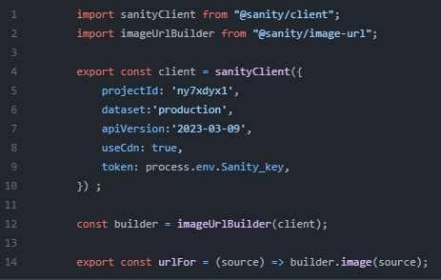 1 import sanityClient from "@sanity/client";
2 import imageUrlBuilder from "@sanity/image-url";
3
4 export const client = sanityClient({
5 projectId: 'ny7xdyx1',
6 dataset:'production',
7 apiVersion:'2023-03-09',
8 useCdn: true,
9 token: process.env.Sanity_key,
10 }) ;
11
12 const builder = imageUrlBuilder(client);
13
14 export const urlFor = (source) => builder.image(source);